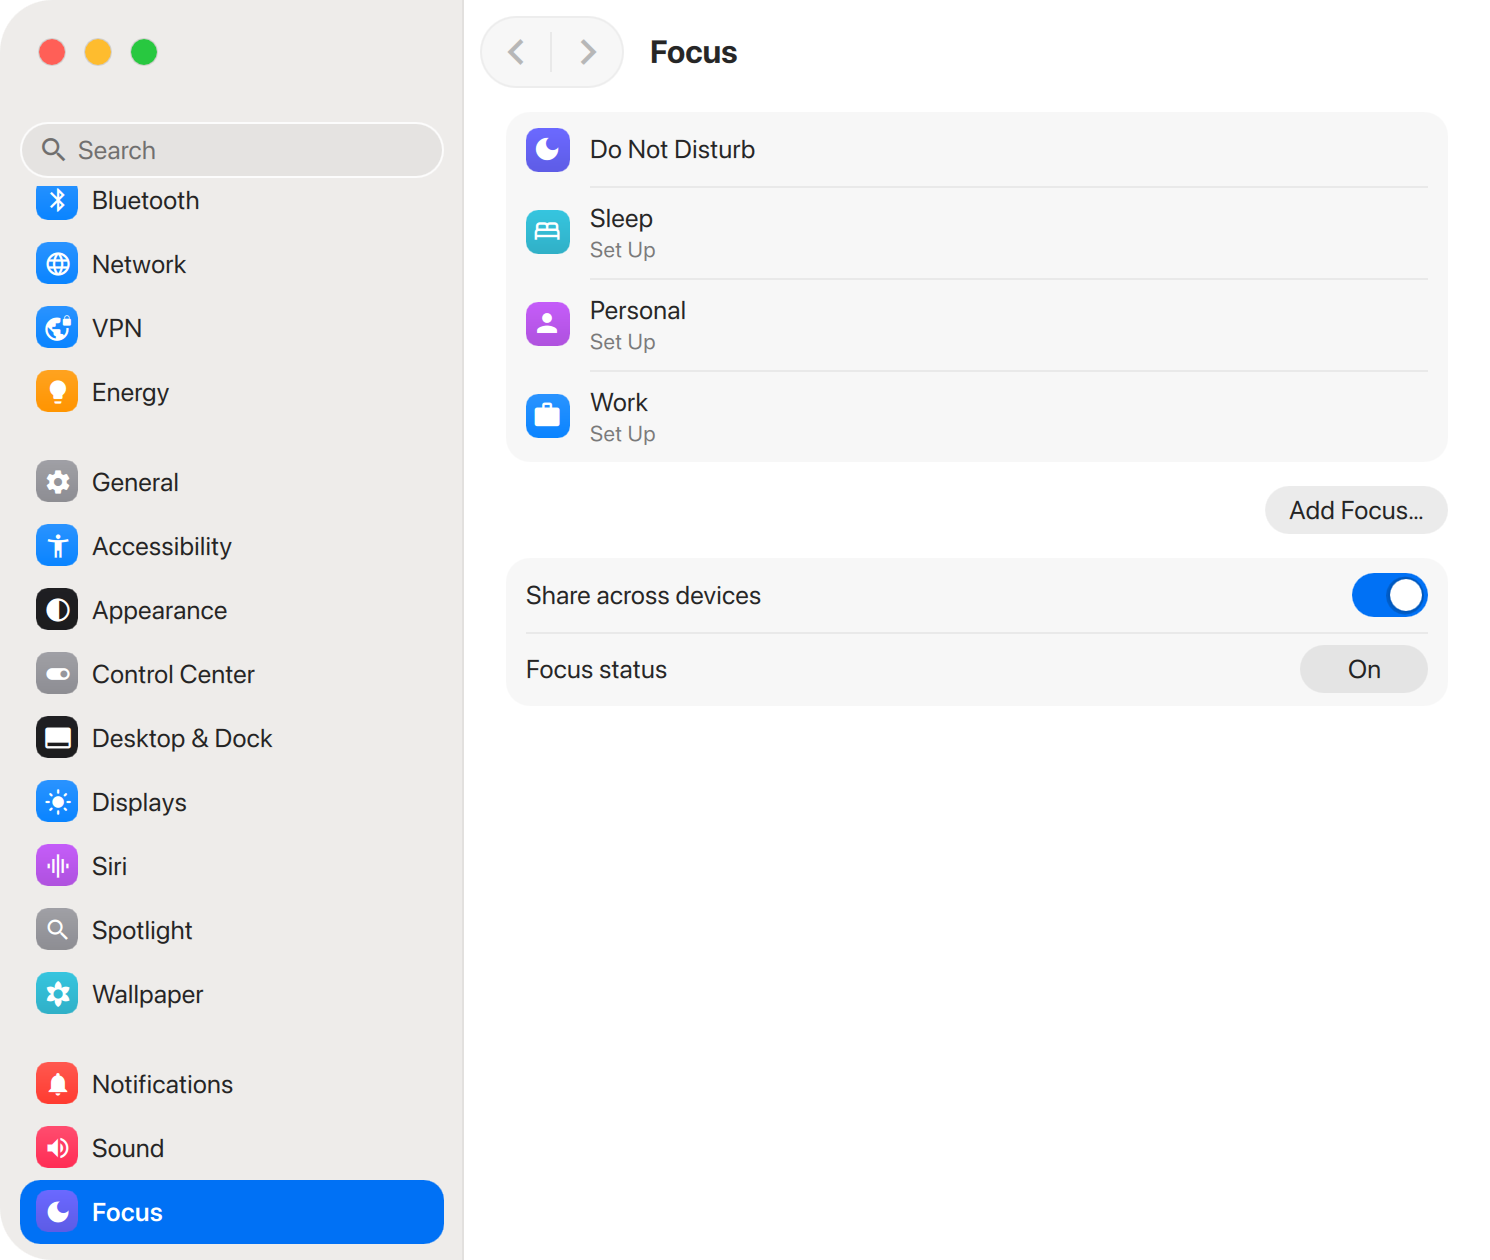 Focus
Search
Bluetooth
Network
VPN
Energy
General
Accessibility
Appearance
Control Center
Desktop & Dock
Displays
Siri
Spotlight
Wallpaper
Notifications
Sound
Focus
Do Not Disturb
Sleep
Set Up
Personal
Set Up
Work
Set Up
Add Focus...
Share across devices
Focus status
On